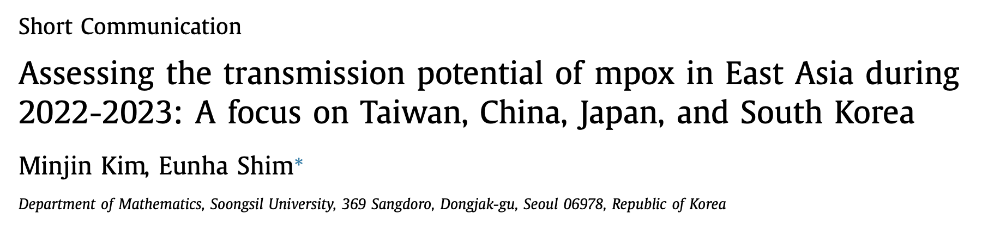 Short Communication
Assessing the transmission potential of mpox in East Asia during
2022-2023: A focus on Taiwan, China, Japan, and South Korea
Minjin Kim, Eunha Shim*
Department of Mathematics, Soongsil University, 369 Sangdoro, Dongjak-gu, Seoul 06978, Republic of Korea